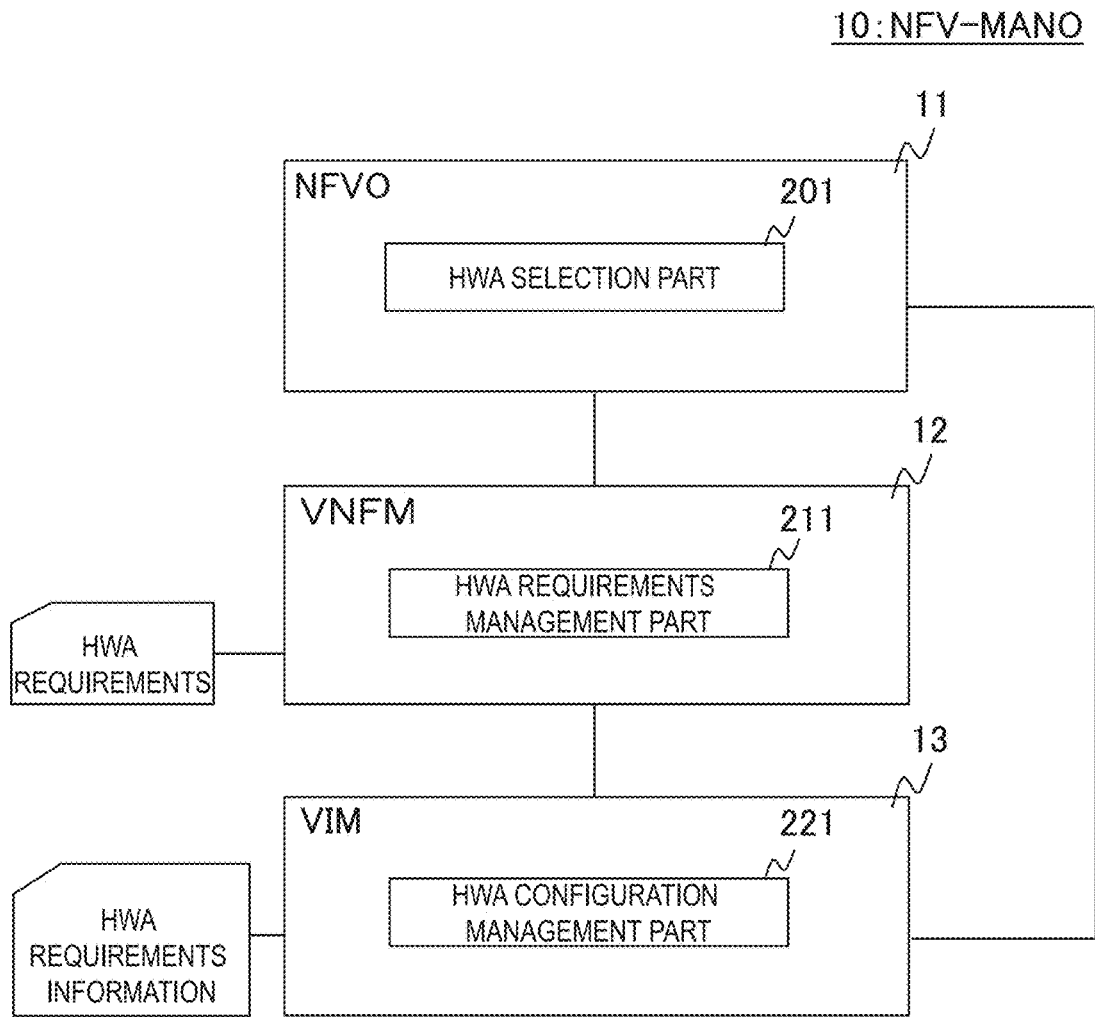 10:NFV-MANO
11
NFVO
201
HWA SELECTION PART
12
VNFM
211
HWA REQUIREMENTS
MANAGEMENT PART
HWA
REQUIREMENTS
13
VIM
221
HWA CONFIGURATION
MANAGEMENT PART
HWA
REQUIREMENTS
INFORMATION